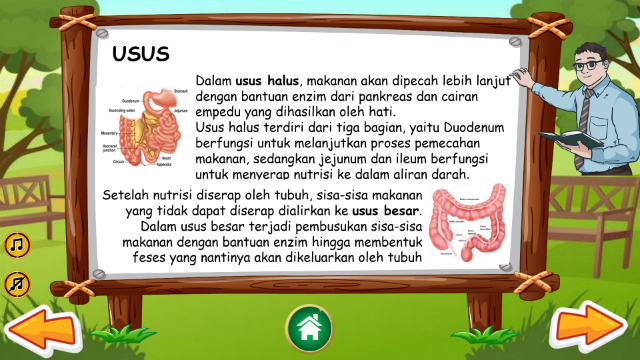 USUS
Dalam usus halus, makanan akan dipecah lebih lanjut
dengan bantuan enzim dari pankreas dan cairan
empedu yang dihasilkan oleh hati.
Usus halus terdiri dari tiga bagian, yaitu Duodenum
berfungsi untuk melanjutkan proses pemecahan
makanan, sedangkan jejunum dan ileum berfungsi
untuk menyerap nutrisi ke dalam aliran darah.
Stomach
Duodenum
Ascending colon
Jejunum
Mesentery
Ileocecal
junction
Cecum
Ileum
Appendix
Setelah nutrisi diserap oleh tubuh, sisa-sisa makanan
yang tidak dapat diserap dialirkan ke usus besar.
Dalam usus besar terjadi pembusukan sisa-sisa
makanan dengan bantuan enzim hingga membentuk
feses yang nantinya akan dikeluarkan oleh tubuh